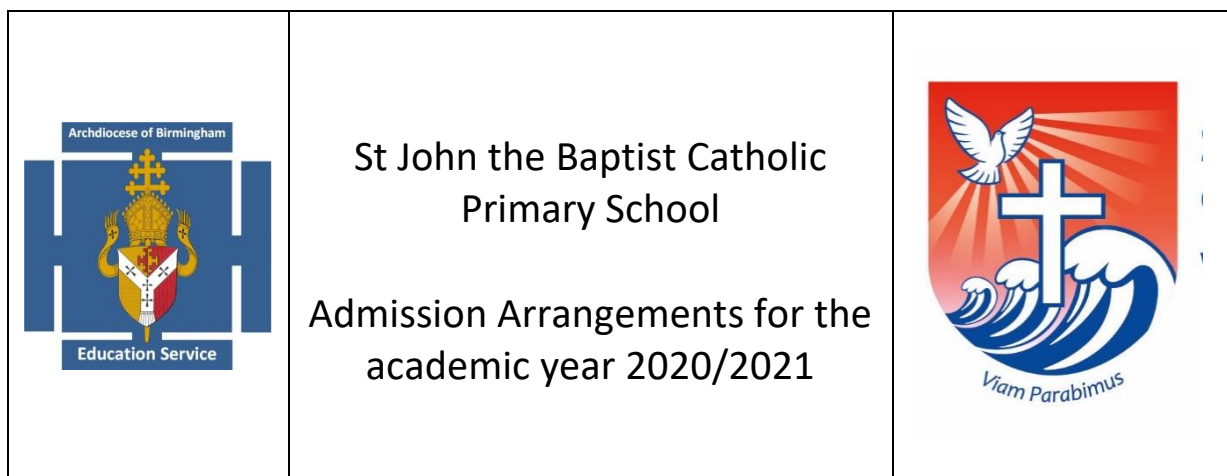 Archdiocese of Birmingham
Education Service
St John the Baptist Catholic
Primary School
Admission Arrangements for the
academic year 2020/2021
Viam Parabimus